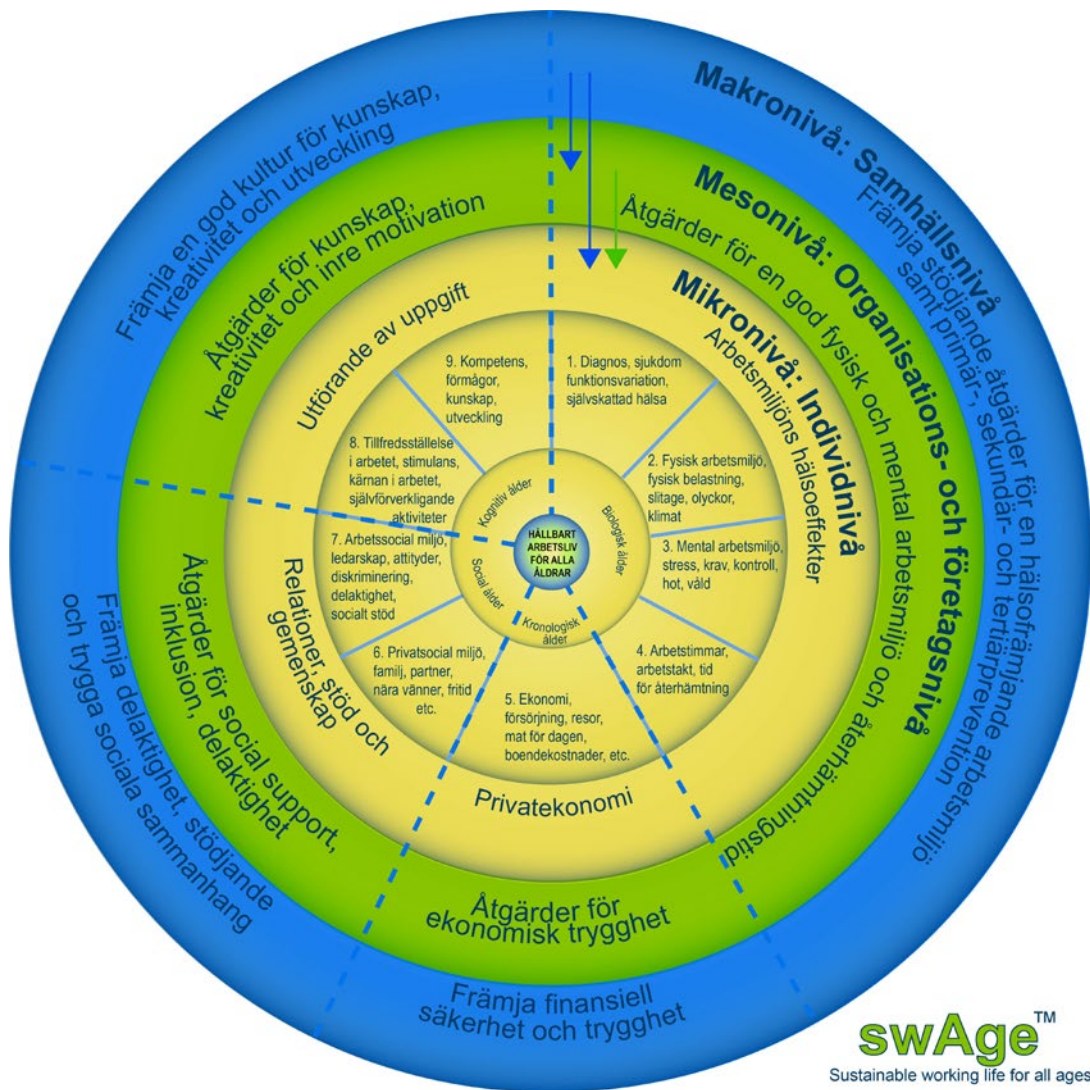 Makronivå: Samhällsnivå
Främja stödjande åtgärder för en hälsofrämjande arbetsmiljö
samt primär-, sekundär- och tertiärprevention
Främja finansiell
säkerhet och trygghet
Främja delaktighet, stödjande
och trygga sociala sammanhang
Främja en god kultur för kunskap,
kreativitet och utveckling
Mesonivå: Organisations- och företagsnivå
Åtgärder för en god fysisk och mental arbetsmiljö och återhämtningstid
Åtgärder för
ekonomisk trygghet
Åtgärder för social support,
inklusion, delaktighet
Åtgärder för kunskap,
kreativitet och inre motivation
Mikronivå: Individnivå
Arbetsmiljöns hälsoeffekter
Privatekonomi
Relationer, stöd och
gemenskap
Utförande av uppgift
1. Diagnos, sjukdom
funktionsvariation,
självskattad hälsa
2. Fysisk arbetsmiljö,
fysisk belastning,
slitage, olyckor,
klimat
3. Mental arbetsmiljö,
stress, krav, kontroll,
hot, våld
4. Arbetstimmar,
arbetstakt, tid
för återhämtning
5. Ekonomi,
försörjning, resor,
mat för dagen,
boendekostnader, etc.
6. Privatsocial miljö,
familj, partner,
nära vänner, fritid
etc.
7. Arbetssocial miljö,
ledarskap, attityder,
diskriminering,
delaktighet,
socialt stöd
8. Tillfredsställelse
i arbetet, stimulans,
kärnan i arbetet,
självförverkligande
aktiviteter
9. Kompetens,
förmågor,
kunskap,
utveckling
Biologisk ålder
Kronologisk
ålder
Social ålder
Kognitiv ålder
HÅLLBART
ARBETSLIV
FÖR ALLA
ÅLDRAR
swAge™
Sustainable working life for all ages